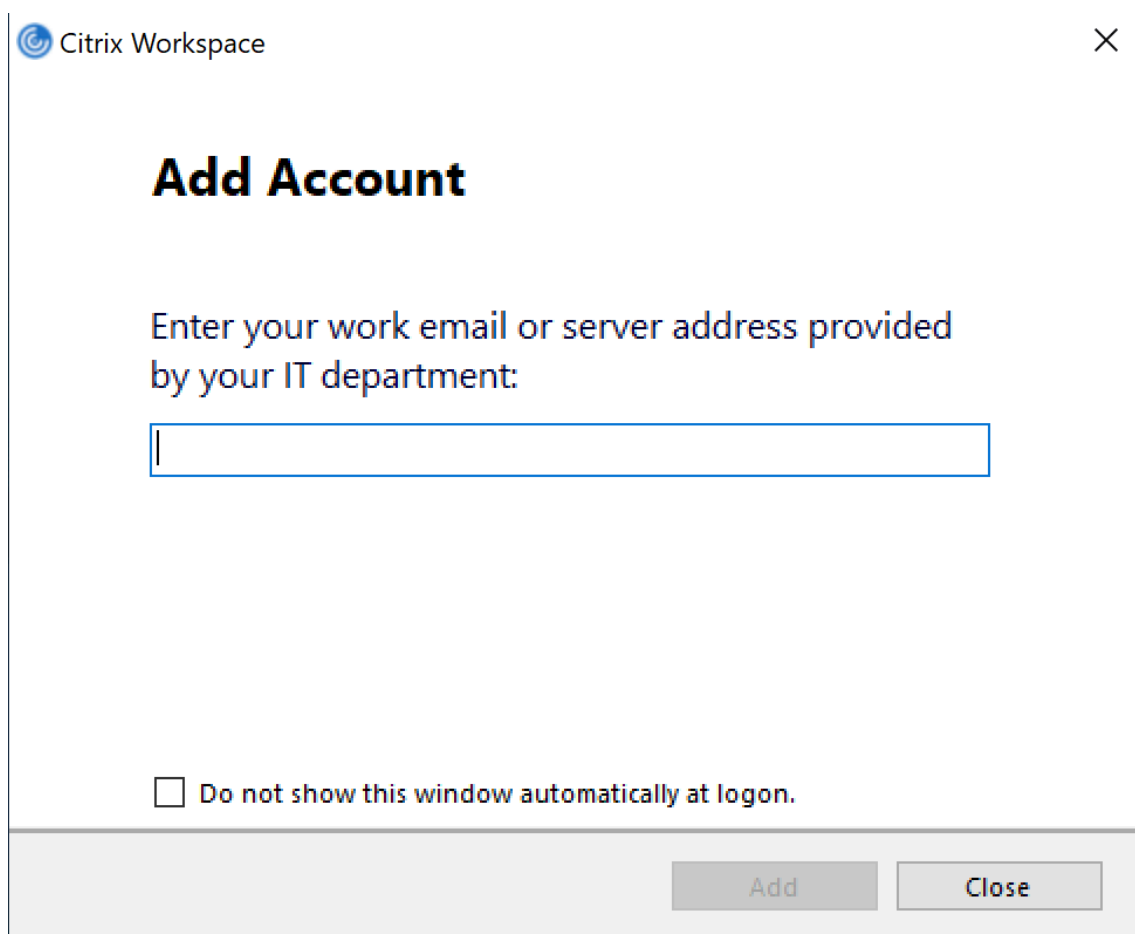 Citrix Workspace
Add Account
Enter your work email or server address provided
by your IT department:
Do not show this window automatically at logon.
Add
Close